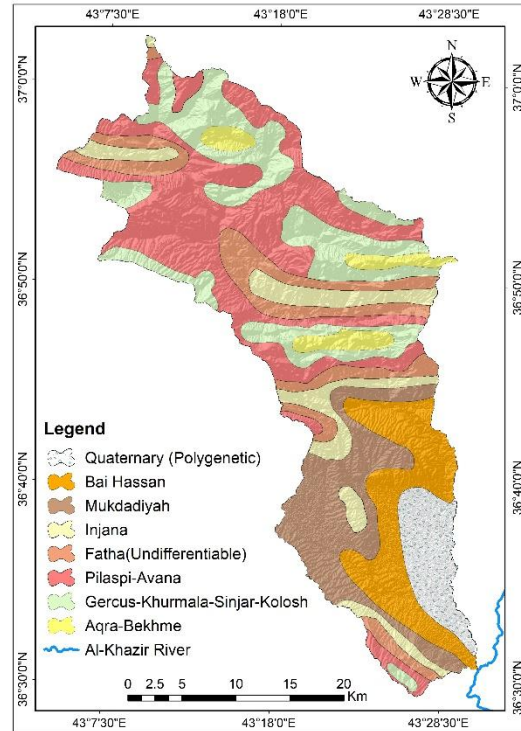 43°7'30"E 43°18'0"E 43°28'30"E
N
W E
S
37°0'0"N 37°0'0"N
36°50'0"N 36°50'0"N
36°40'0"N 36°40'0"N
36°30'0"N 36°30'0"N
Legend
Quaternary (Polygenetic)
Bai Hassan
Mukdadiyah
Injana
Fatha(Undifferentiable)
Pilaspi-Avana
Gercus-Khurmala-Sinjar-Kolosh
Aqra-Bekhme
Al-Khazir River
0 2.5 5 10 15 20
Km
43°7'30"E 43°18'0"E 43°28'30"E